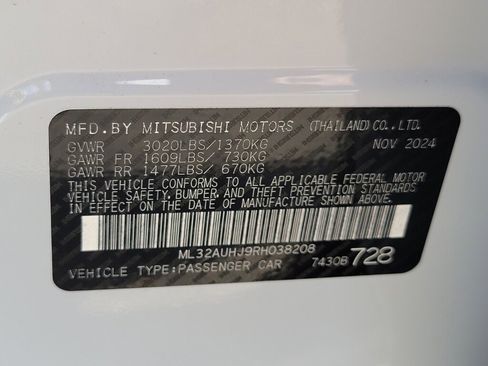 MFD.BY MITSUBISHI MOTORS (THAILAND)CO.,LTD.
GVWR 3020LBS/1370KG NOV 2024
GAWR FR 1609LBS/ 730KG
GAWR RR 1477LBS/ 670KG
THIS VEHICLE CONFORMS TO ALL APPLICABLE FEDERAL MOTOR
VEHICLE SAFETY, BUMPER, AND THEFT PREVENTION STANDARDS
IN EFFECT ON THE DATE OF MANUFACTURE SHOWN ABOVE.
ML32AUHJ9RH038208
VEHICLE TYPE:PASSENGER CAR 7430B 728